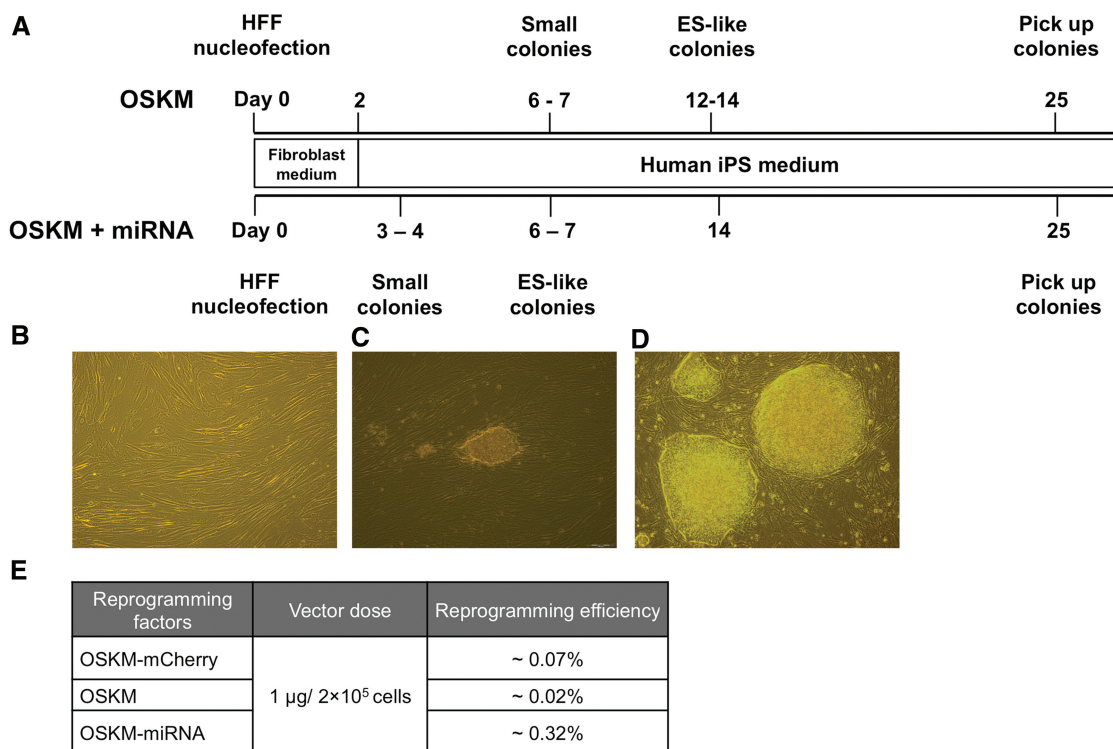 A
HFF
nucleofection
Small
colonies
ES-like
colonies
Pick up
colonies
OSKM Day 0 2 6 - 7 12-14 25
Fibroblast
medium
Human iPS medium
OSKM + miRNA Day 0 3 – 4 6 – 7 14 25
HFF
nucleofection
Small
colonies
ES-like
colonies
Pick up
colonies
B
C
D
E
Reprogramming
factors
Vector dose
Reprogramming efficiency
OSKM-mCherry
1 µg/ 2×10⁵ cells
~ 0.07%
OSKM
~ 0.02%
OSKM-miRNA
~ 0.32%